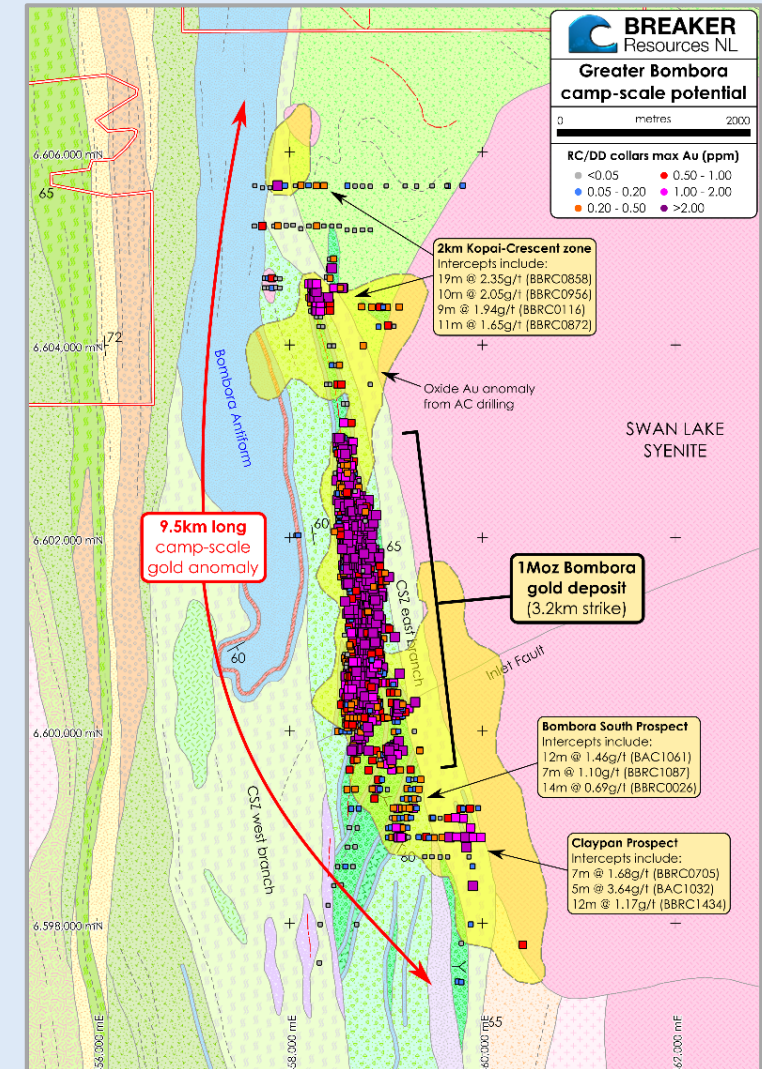 BREAKER
Resources NL
Greater Bombora
camp-scale potential
0 metres 2000
RC/DD collars max Au (ppm)
<0.05 0.50 - 1.00
0.05 - 0.20 1.00 - 2.00
0.20 - 0.50 >2.00
6,606,000 mN
65
2km Kopai-Crescent zone
Intercepts include:
19m @ 2.35g/t (BBRC0858)
10m @ 2.05g/t (BBRC0956)
9m @ 1.94g/t (BBRC0116)
11m @ 1.65g/t (BBRC0872)
6,604,000 mN
72
Bombora Antiform
Oxide Au anomaly
from AC drilling
SWAN LAKE
SYENITE
9.5km long
camp-scale
gold anomaly
6,602,000 mN
60
65
CSZ east branch
1Moz Bombora
gold deposit
(3.2km strike)
60
Inlet Fault
6,600,000 mN
Bombora South Prospect
Intercepts include:
12m @ 1.46g/t (BAC1061)
7m @ 1.10g/t (BBRC1087)
14m @ 0.69g/t (BBRC0026)
CSZ west branch
80
Claypan Prospect
Intercepts include:
7m @ 1.68g/t (BBRC0705)
5m @ 3.64g/t (BAC1032)
12m @ 1.17g/t (BBRC1434)
6,598,000 mN
65
58,000 mE
60,000 mE